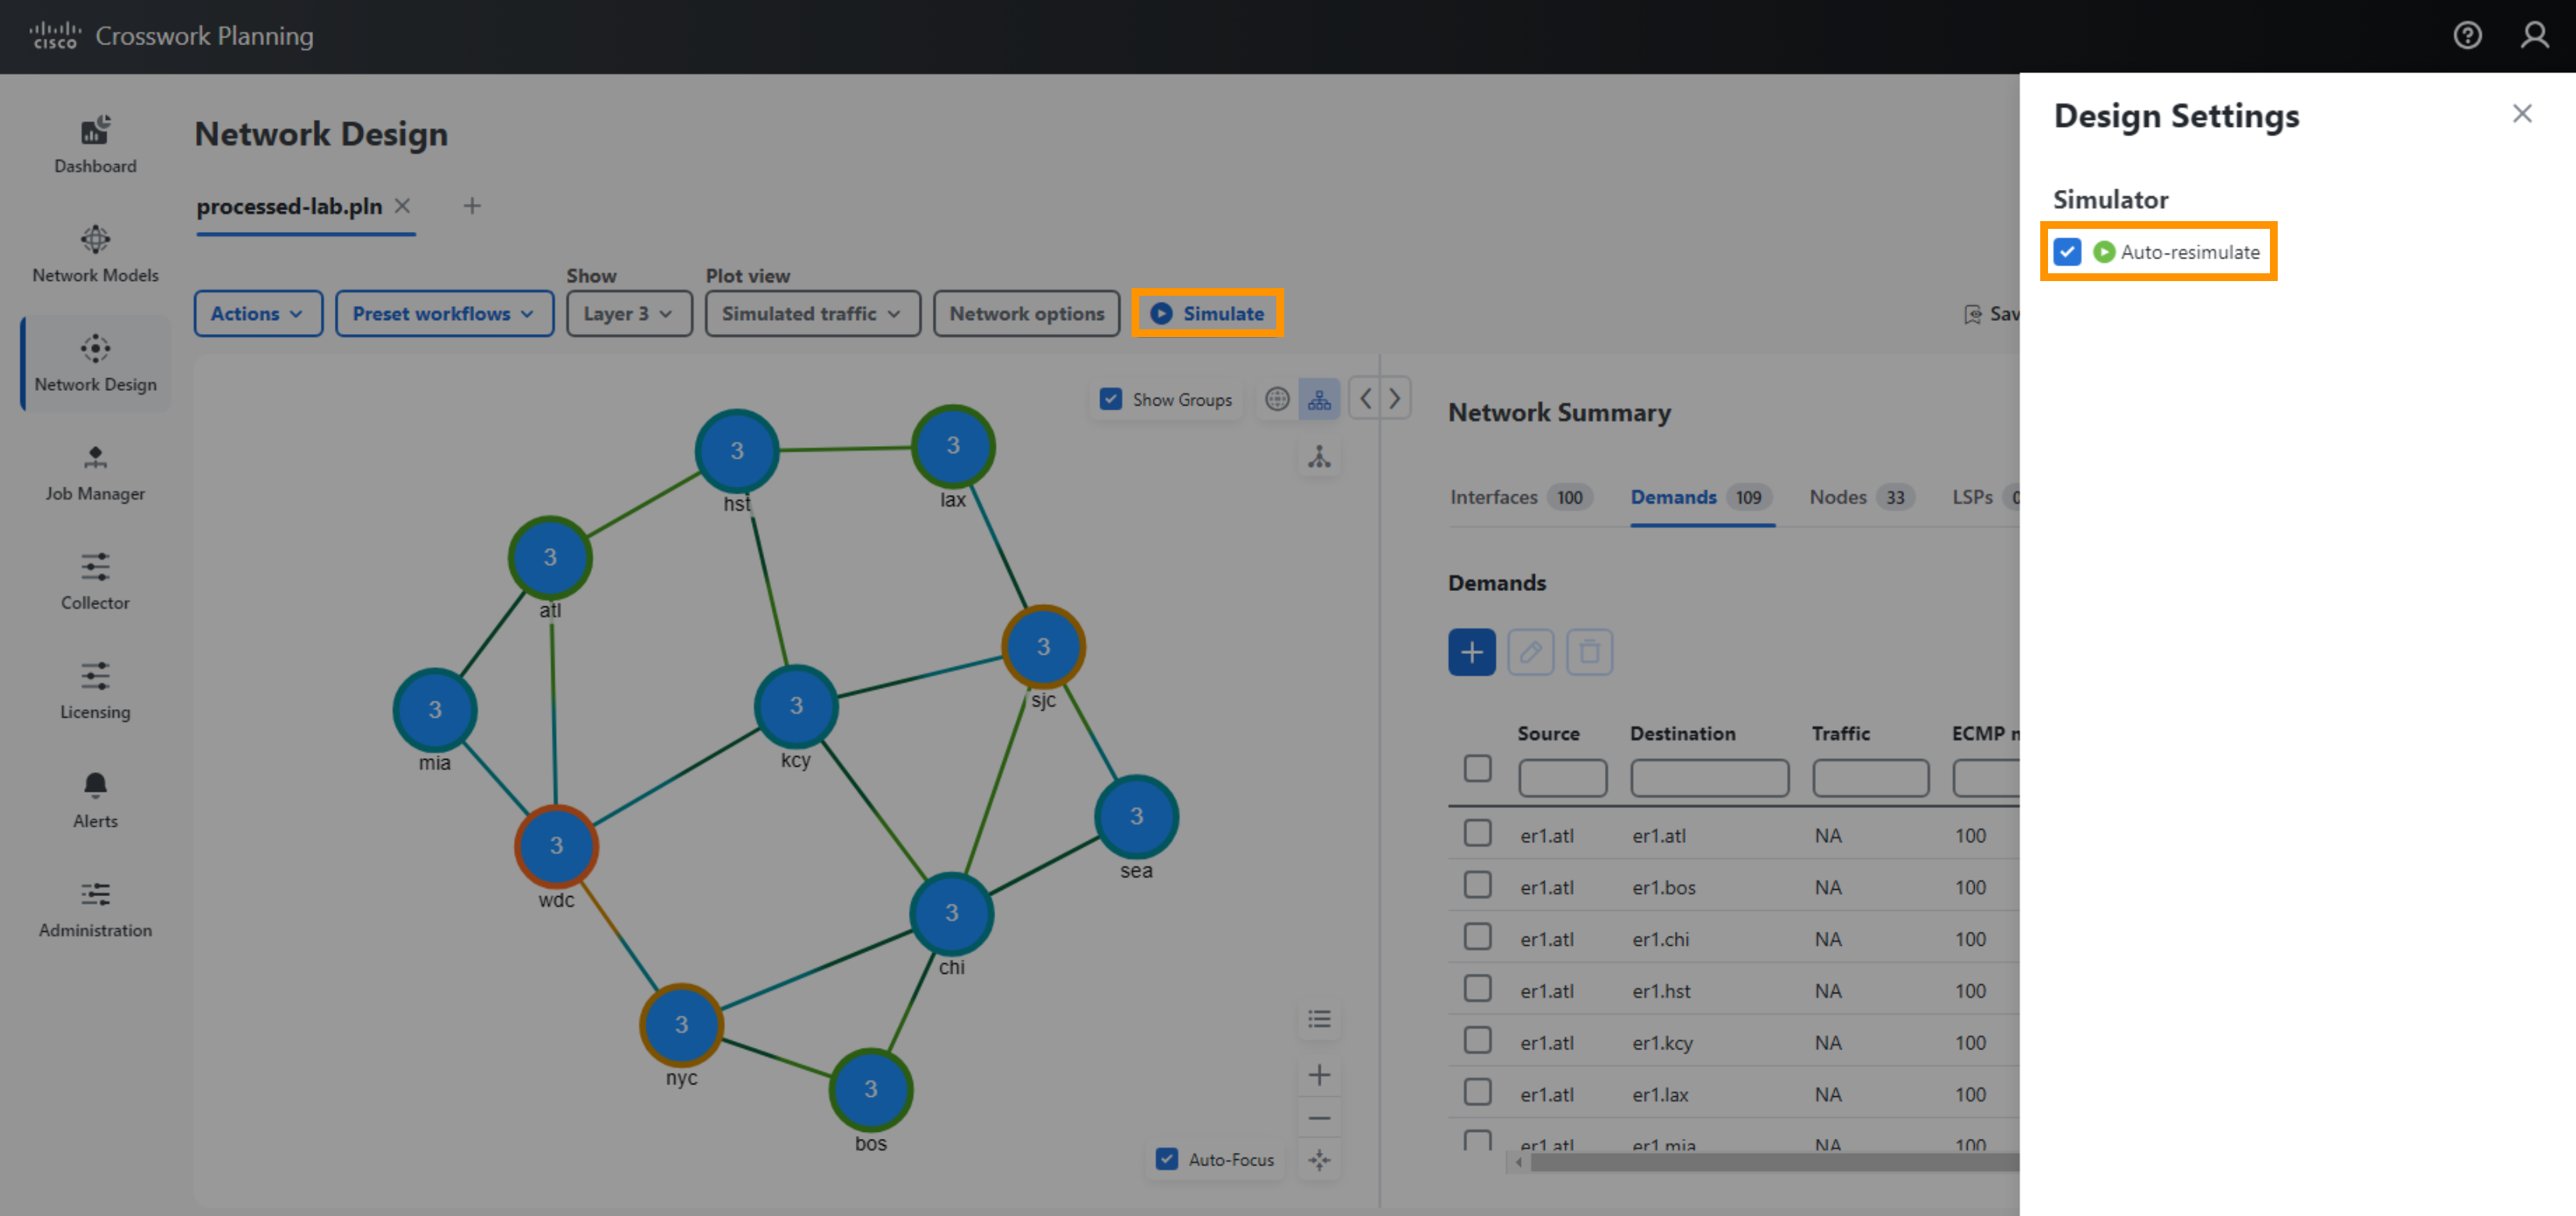 cisco Crosswork Planning
Dashboard
Network Models
Network Design
Job Manager
Collector
Licensing
Alerts
Administration
Network Design
processed-lab.pln
Show
Plot view
Actions
Preset workflows
Layer 3
Simulated traffic
Network options
Simulate
Sav
Show Groups
3
hst
3
lax
3
atl
3
sjc
3
mia
3
kcy
3
sea
3
wdc
3
chi
3
nyc
3
bos
Auto-Focus
Network Summary
Interfaces 100 Demands 109 Nodes 33 LSPs
Demands
Source Destination Traffic ECMP
er1.atl er1.atl NA 100
er1.atl er1.bos NA 100
er1.atl er1.chi NA 100
er1.atl er1.hst NA 100
er1.atl er1.kcy NA 100
er1.atl er1.lax NA 100
er1.atl er1.mia NA 100
Design Settings
Simulator
Auto-resimulate